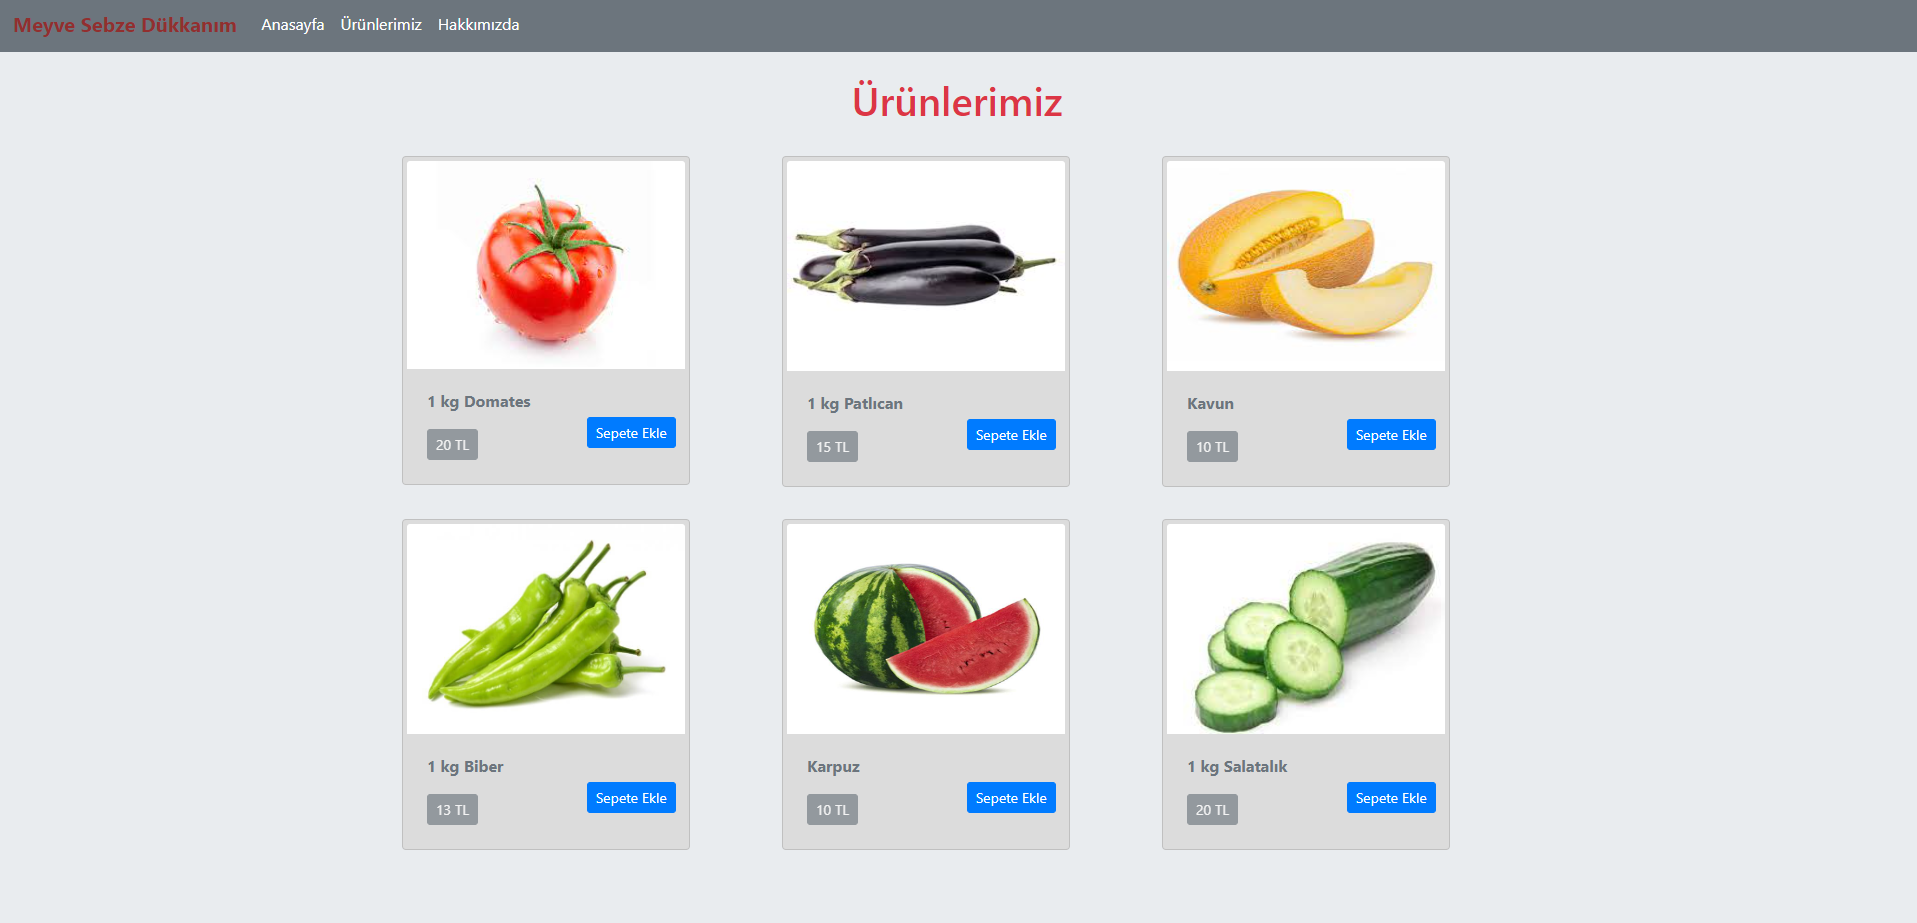 Meyve Sebze Dükkanım Anasayfa Ürünlerimiz Hakkımızda
Ürünlerimiz
1 kg Domates
20 TL
Sepete Ekle
1 kg Patlıcan
15 TL
Sepete Ekle
Kavun
10 TL
Sepete Ekle
1 kg Biber
13 TL
Sepete Ekle
Karpuz
10 TL
Sepete Ekle
1 kg Salatalık
20 TL
Sepete Ekle